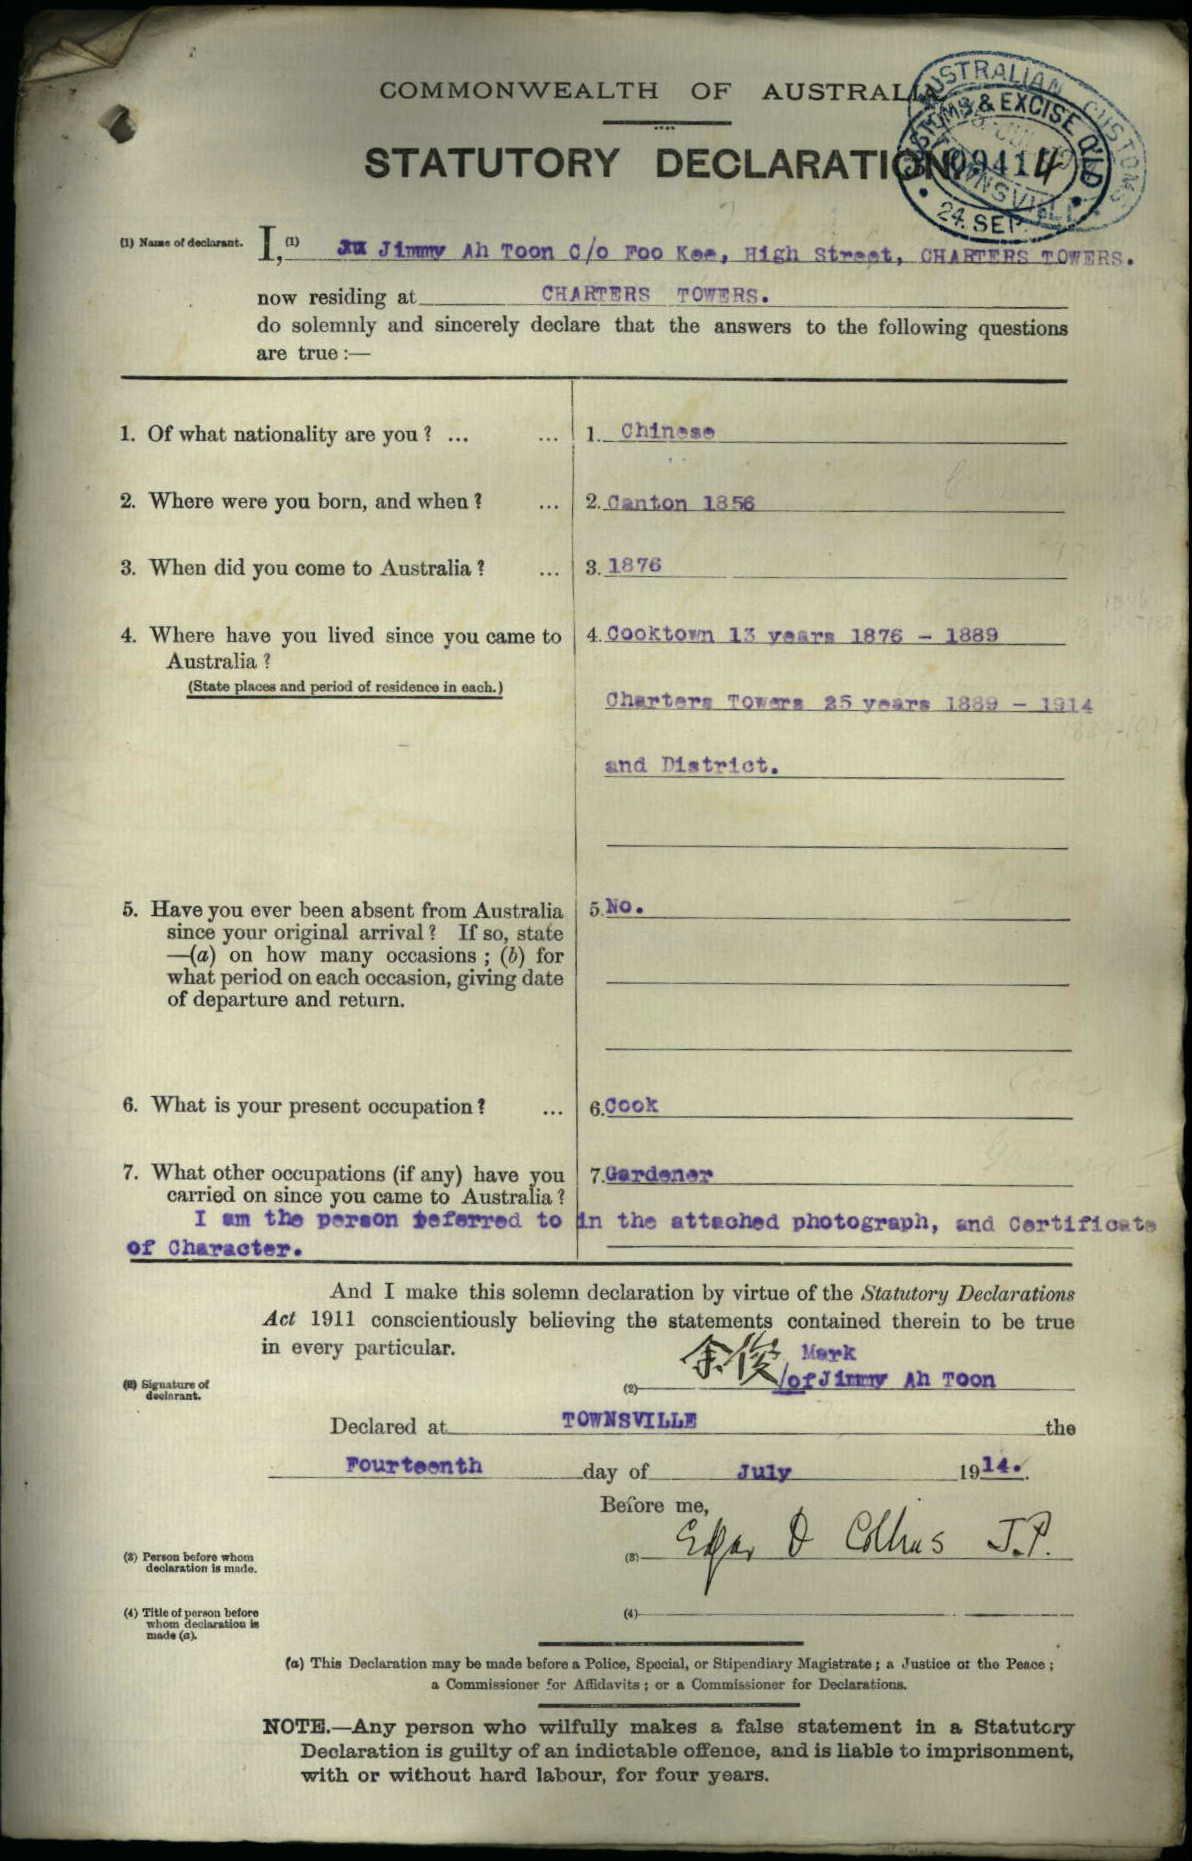 COMMONWEALTH OF AUSTRALIA
STATUTORY DECLARATION.
AUSTRALIAN CUSTOMS
TOWNSVILLE
CUSTOMS & EXCISE Q'LD
09414
24. SEP.
(1) Name of declarant.
I, (1) Jimmy Ah Toon C/o Foo Kee, High Street, CHARTERS TOWERS.
now residing at CHARTERS TOWERS.
do solemnly and sincerely declare that the answers to the following questions
are true :—
1. Of what nationality are you ? ... ... 1. Chinese
2. Where were you born, and when ? ... 2. Canton 1856
3. When did you come to Australia ? ... 3. 1876
4. Where have you lived since you came to 4. Cooktown 13 years 1876 - 1889
Australia ?
(State places and period of residence in each.)
Charters Towers 25 years 1889 - 1914
and District.
5. Have you ever been absent from Australia 5. No.
since your original arrival ? If so, state
—(a) on how many occasions ; (b) for
what period on each occasion, giving date
of departure and return.
6. What is your present occupation ? ... 6. Cook
7. What other occupations (if any) have you 7. Gardener
carried on since you came to Australia ?
I am the person referred to in the attached photograph, and Certificate
of Character.
And I make this solemn declaration by virtue of the Statutory Declarations
Act 1911 conscientiously believing the statements contained therein to be true
in every particular.
(2) Signature of
declarant.
(2) 余俊 Mark
/of Jimmy Ah Toon
Declared at TOWNSVILLE the
Fourteenth day of July 1914.
Before me,
(3) Person before whom
declaration is made.
(3) Edgar D Collins J.P.
(4) Title of person before
whom declaration is
made (a).
(4)
(a) This Declaration may be made before a Police, Special, or Stipendiary Magistrate ; a Justice of the Peace ;
a Commissioner for Affidavits ; or a Commissioner for Declarations.
NOTE.—Any person who wilfully makes a false statement in a Statutory
Declaration is guilty of an indictable offence, and is liable to imprisonment,
with or without hard labour, for four years.